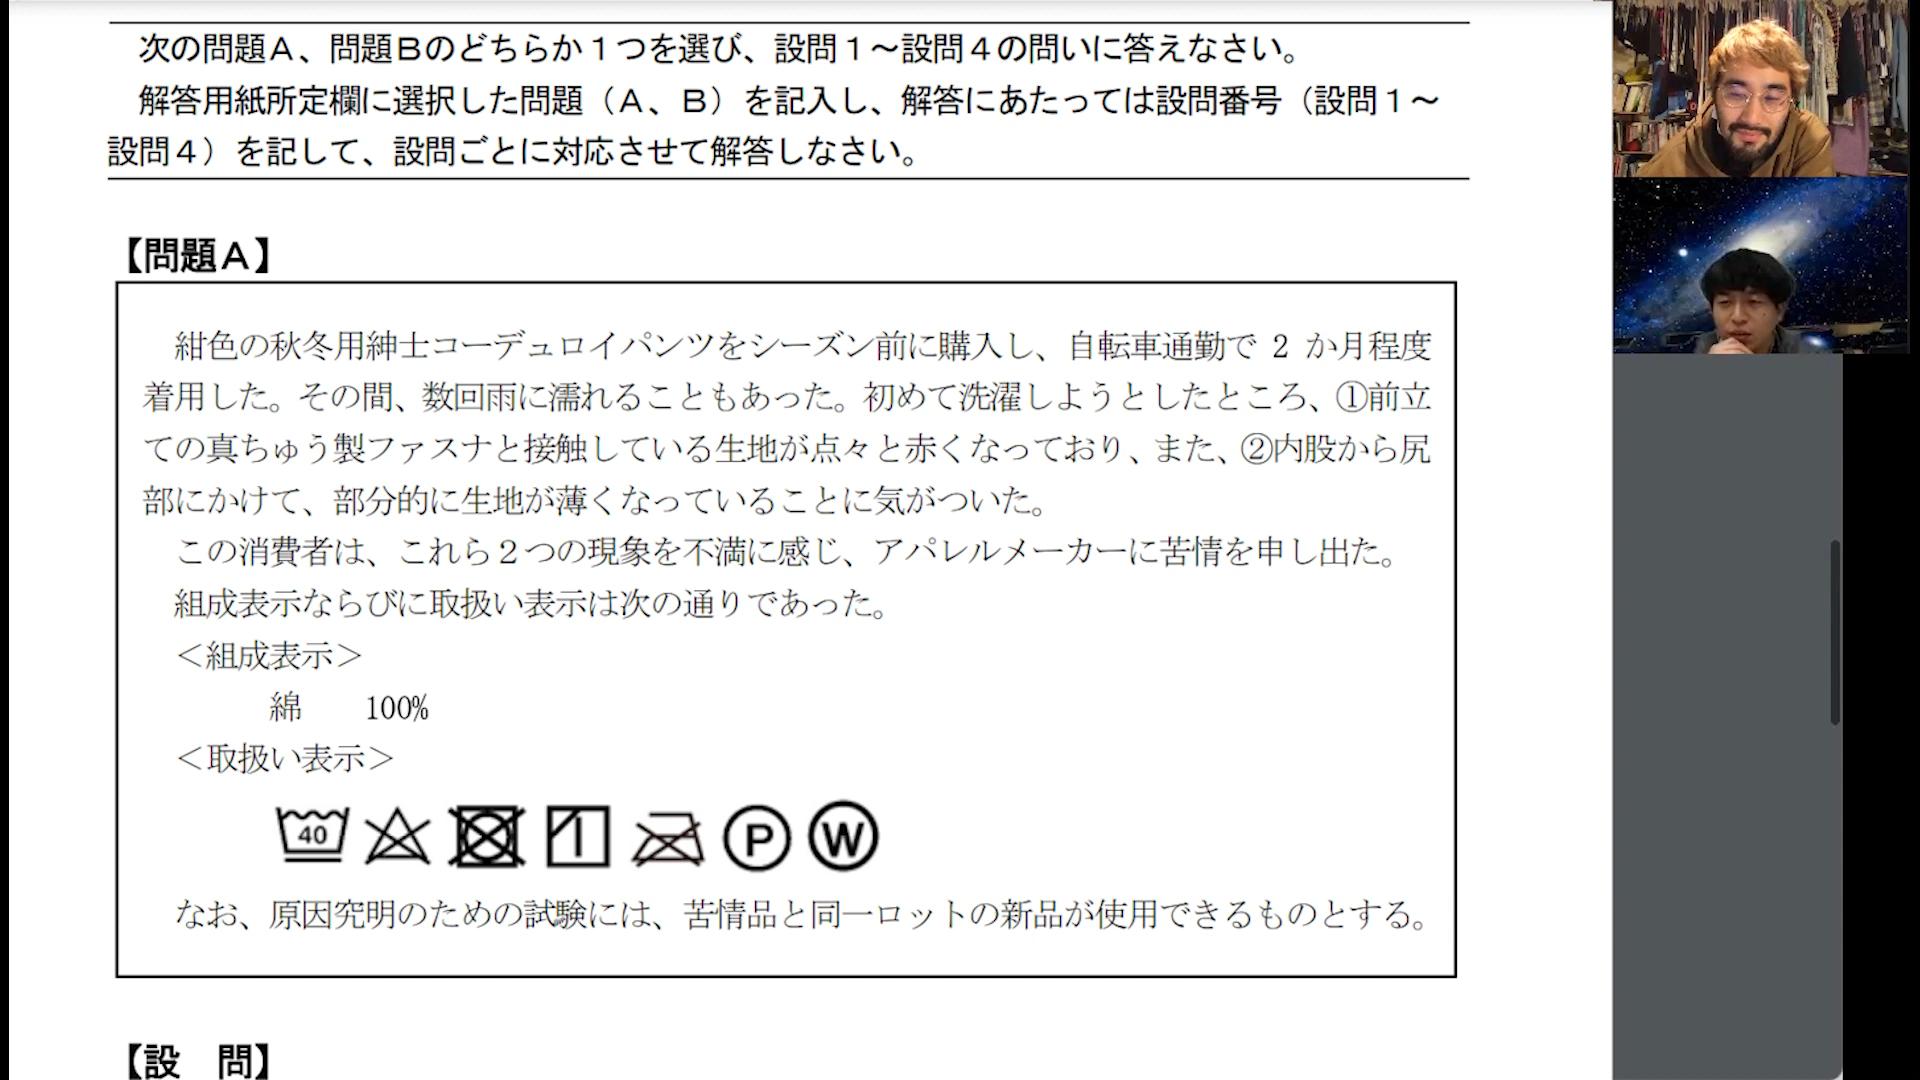 次の問題A、問題Bのどちらか1つを選び、設問1～設問4の問いに答えなさい。
解答用紙所定欄に選択した問題（A、B）を記入し、解答にあたっては設問番号（設問1～
設問4）を記して、設問ごとに対応させて解答しなさい。
【問題A】
紺色の秋冬用紳士コーデュロイパンツをシーズン前に購入し、自転車通勤で 2 か月程度
着用した。その間、数回雨に濡れることもあった。初めて洗濯しようとしたところ、①前立
ての真ちゅう製ファスナと接触している生地が点々と赤くなっており、また、②内股から尻
部にかけて、部分的に生地が薄くなっていることに気がついた。
この消費者は、これら2つの現象を不満に感じ、アパレルメーカーに苦情を申し出た。
組成表示ならびに取扱い表示は次の通りであった。
＜組成表示＞
綿　100%
＜取扱い表示＞
40 P W
なお、原因究明のための試験には、苦情品と同一ロットの新品が使用できるものとする。
【設　問】